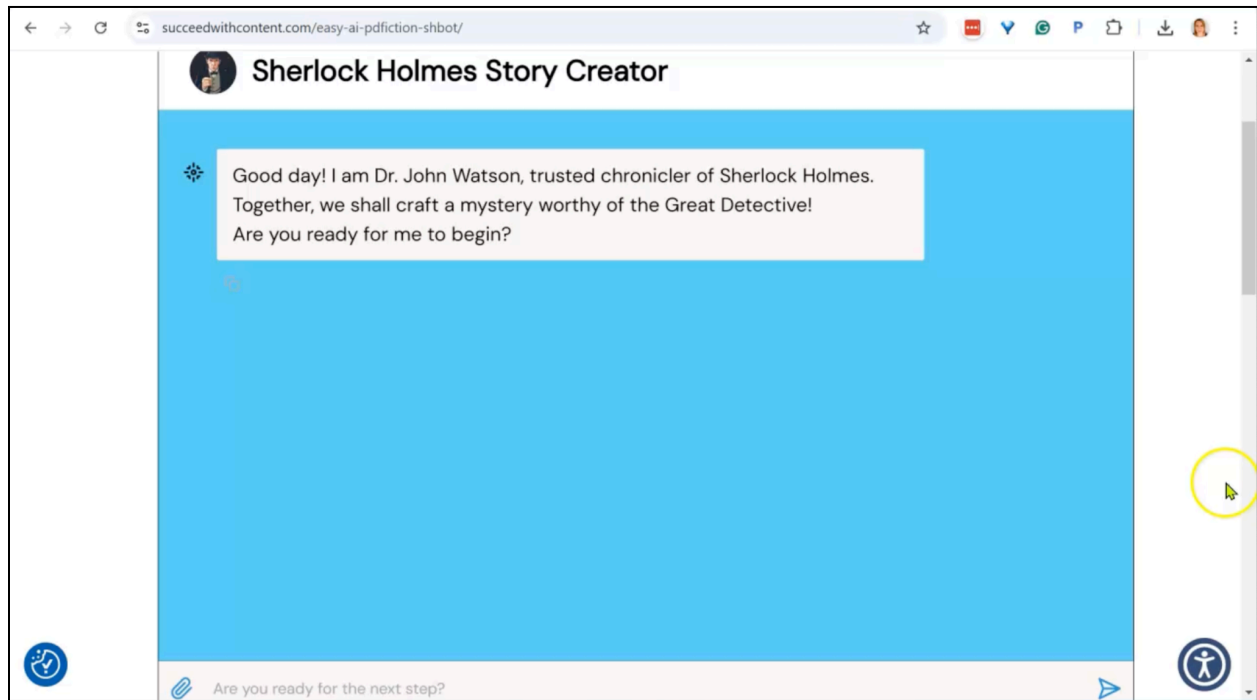 succeedwithcontent.com/easy-ai-pdfiction-shbot/
Sherlock Holmes Story Creator
Good day! I am Dr. John Watson, trusted chronicler of Sherlock Holmes.
Together, we shall craft a mystery worthy of the Great Detective!
Are you ready for me to begin?
Are you ready for the next step?